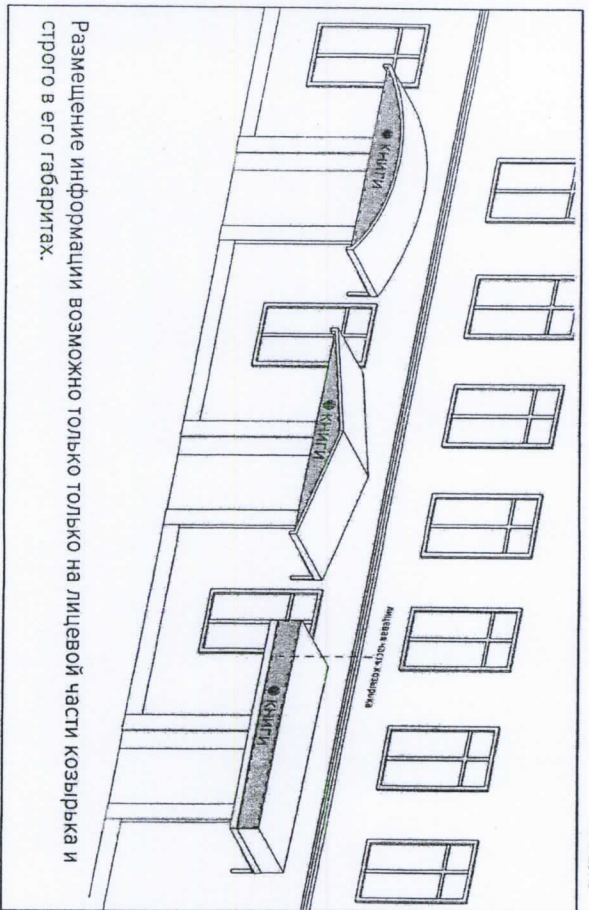 КНИГИ
КНИГИ
КНИГИ
лицевая часть козырька
Размещение информации возможно только только на лицевой части козырька и
строго в его габаритах.